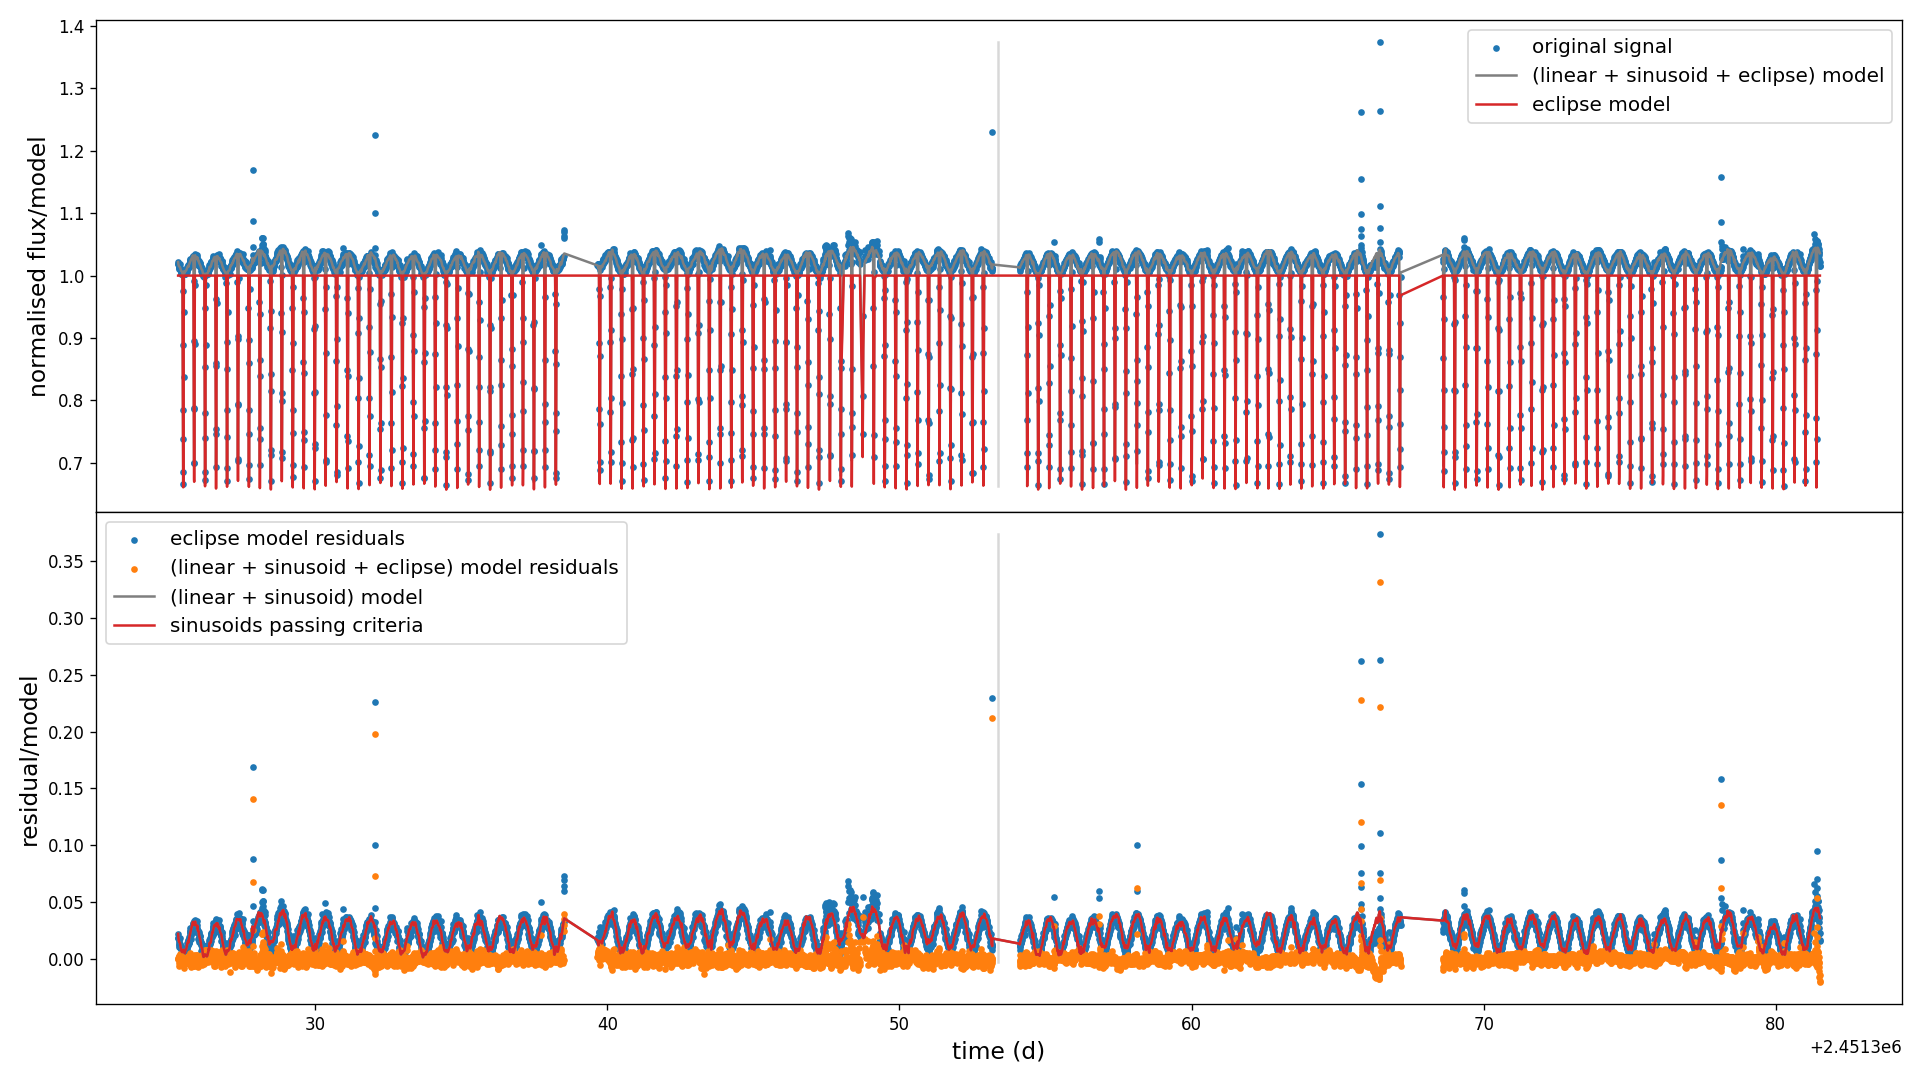 1.4
1.3
1.2
1.1
1.0
0.9
0.8
0.7
normalised flux/model
original signal
(linear + sinusoid + eclipse) model
eclipse model
eclipse model residuals
(linear + sinusoid + eclipse) model residuals
(linear + sinusoid) model
sinusoids passing criteria
0.35
0.30
0.25
0.20
0.15
0.10
0.05
0.00
residual/model
30
40
50
60
70
80
time (d)
+2.4513e6